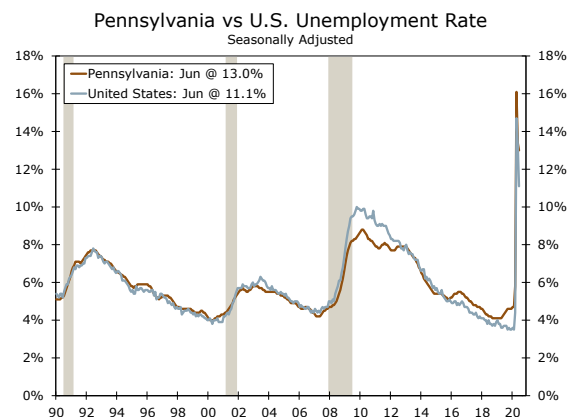 Pennsylvania vs U.S. Unemployment Rate
Seasonally Adjusted
18% 18%
Pennsylvania: Jun @ 13.0%
United States: Jun @ 11.1%
16% 16%
14% 14%
12% 12%
10% 10%
8% 8%
6% 6%
4% 4%
2% 2%
0% 0%
90 92 94 96 98 00 02 04 06 08 10 12 14 16 18 20